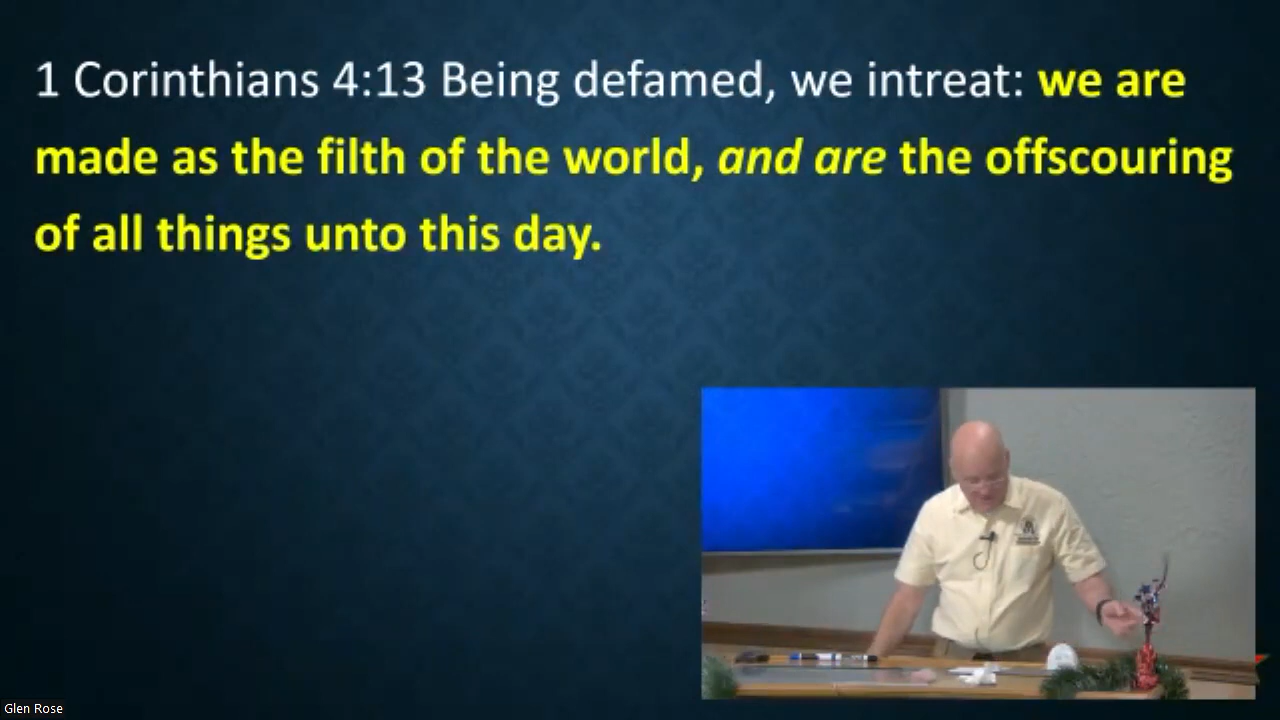 1 Corinthians 4:13 Being defamed, we intreat: we are
made as the filth of the world, and are the offscouring
of all things unto this day.
Glen Rose